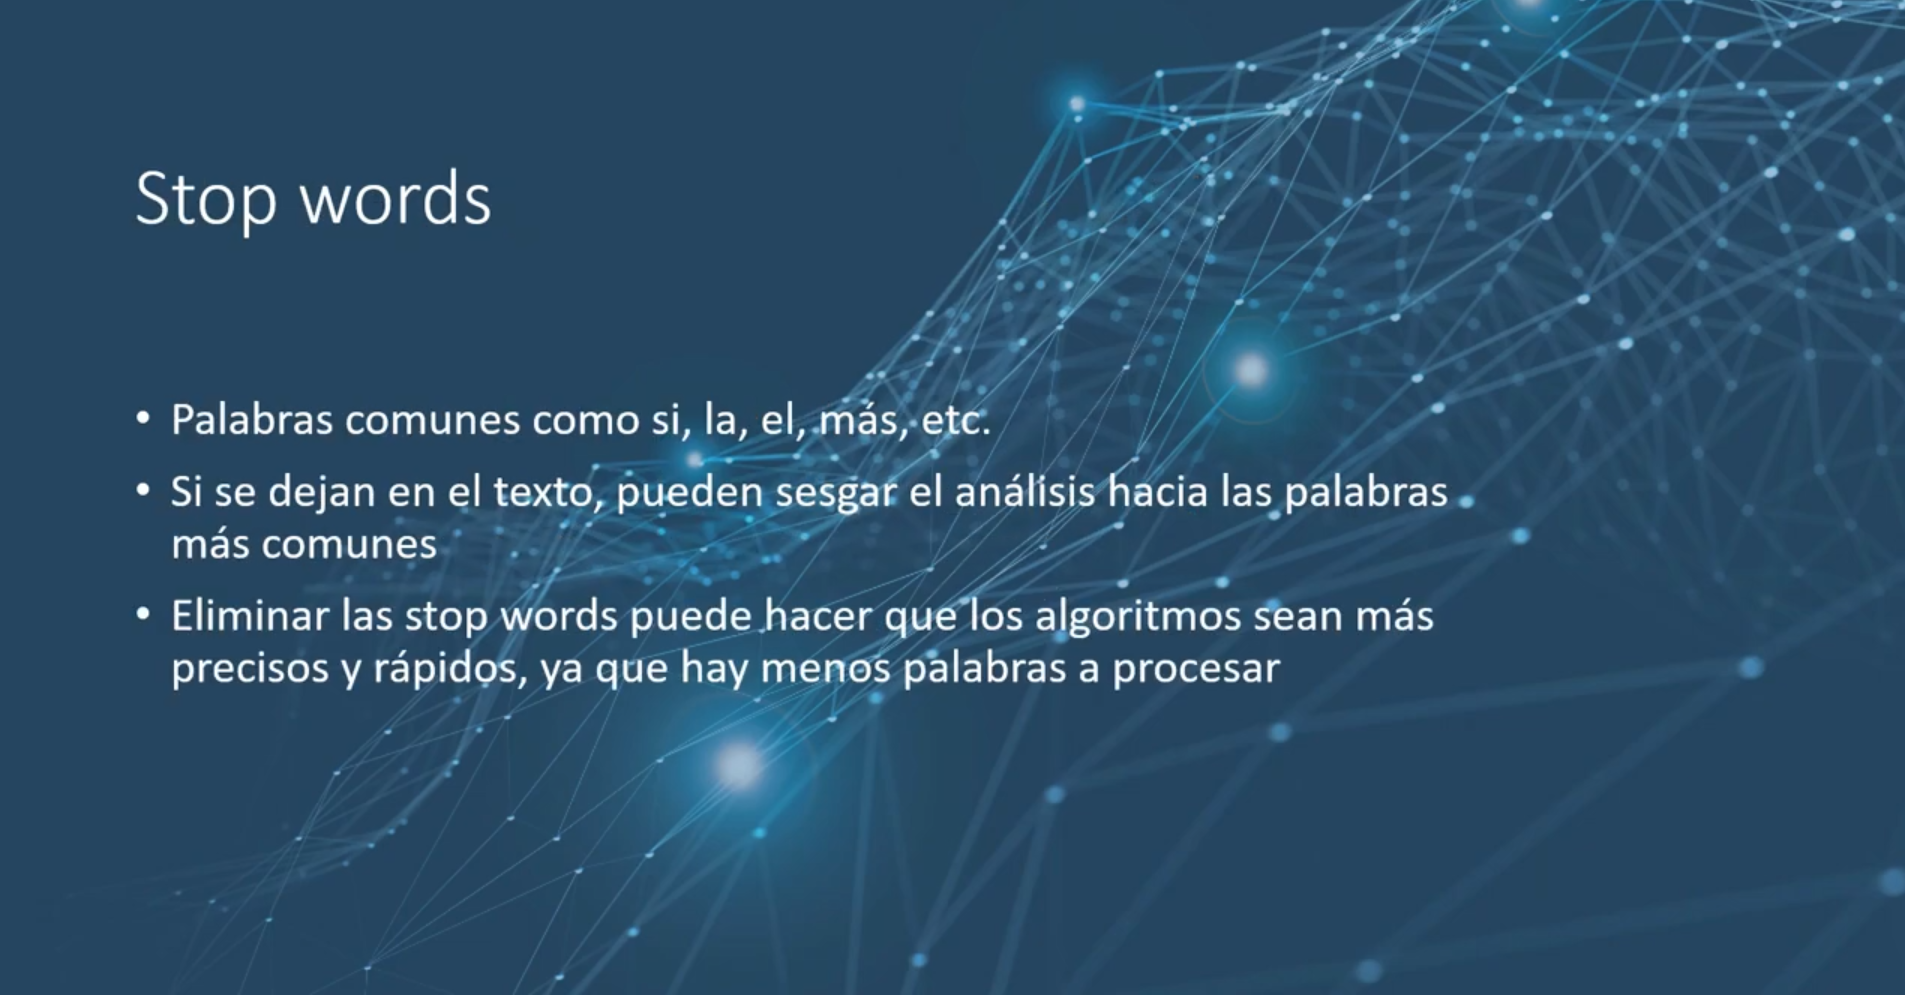 Stop words
• Palabras comunes como si, la, el, más, etc.
• Si se dejan en el texto, pueden sesgar el análisis hacia las palabras
más comunes
• Eliminar las stop words puede hacer que los algoritmos sean más
precisos y rápidos, ya que hay menos palabras a procesar